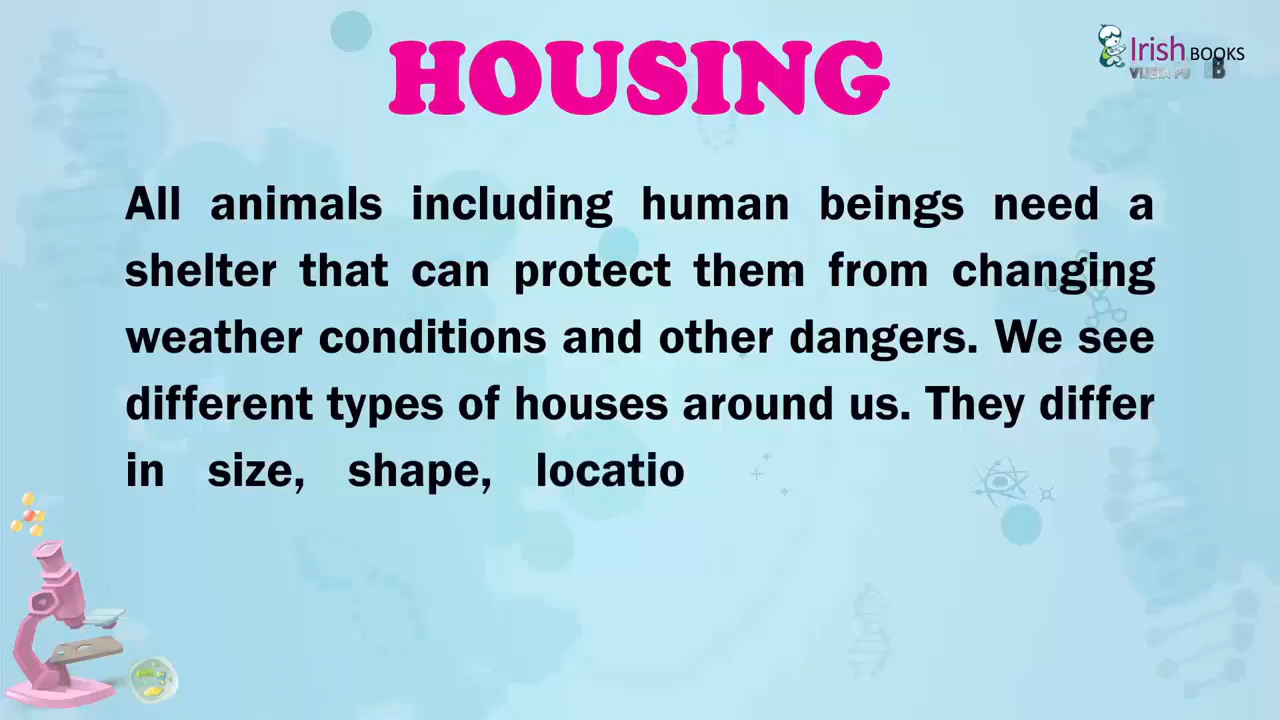 HOUSING
Irish BOOKS
All animals including human beings need a
shelter that can protect them from changing
weather conditions and other dangers. We see
different types of houses around us. They differ
in size, shape, locatio